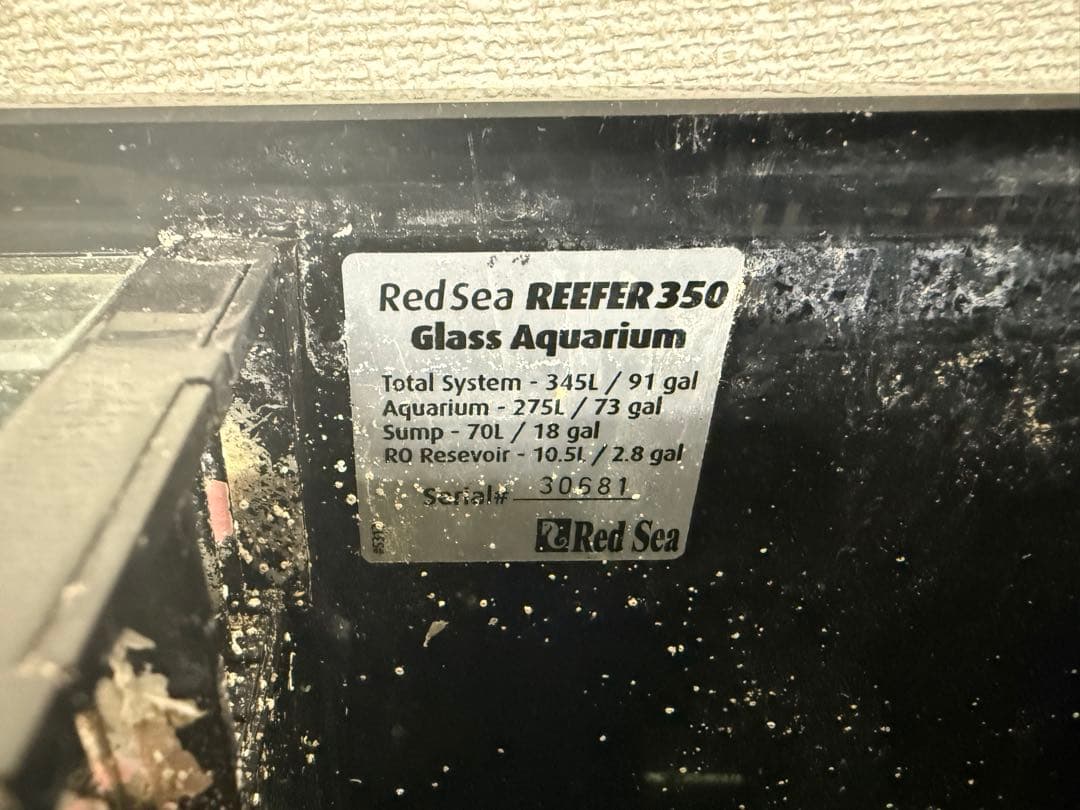 Red Sea REEFER 350
Glass Aquarium
Total System - 345L / 91 gal
Aquarium - 275L / 73 gal
Sump - 70L / 18 gal
RO Resevoir - 10.5L / 2.8 gal
Serial# 30681
Red Sea